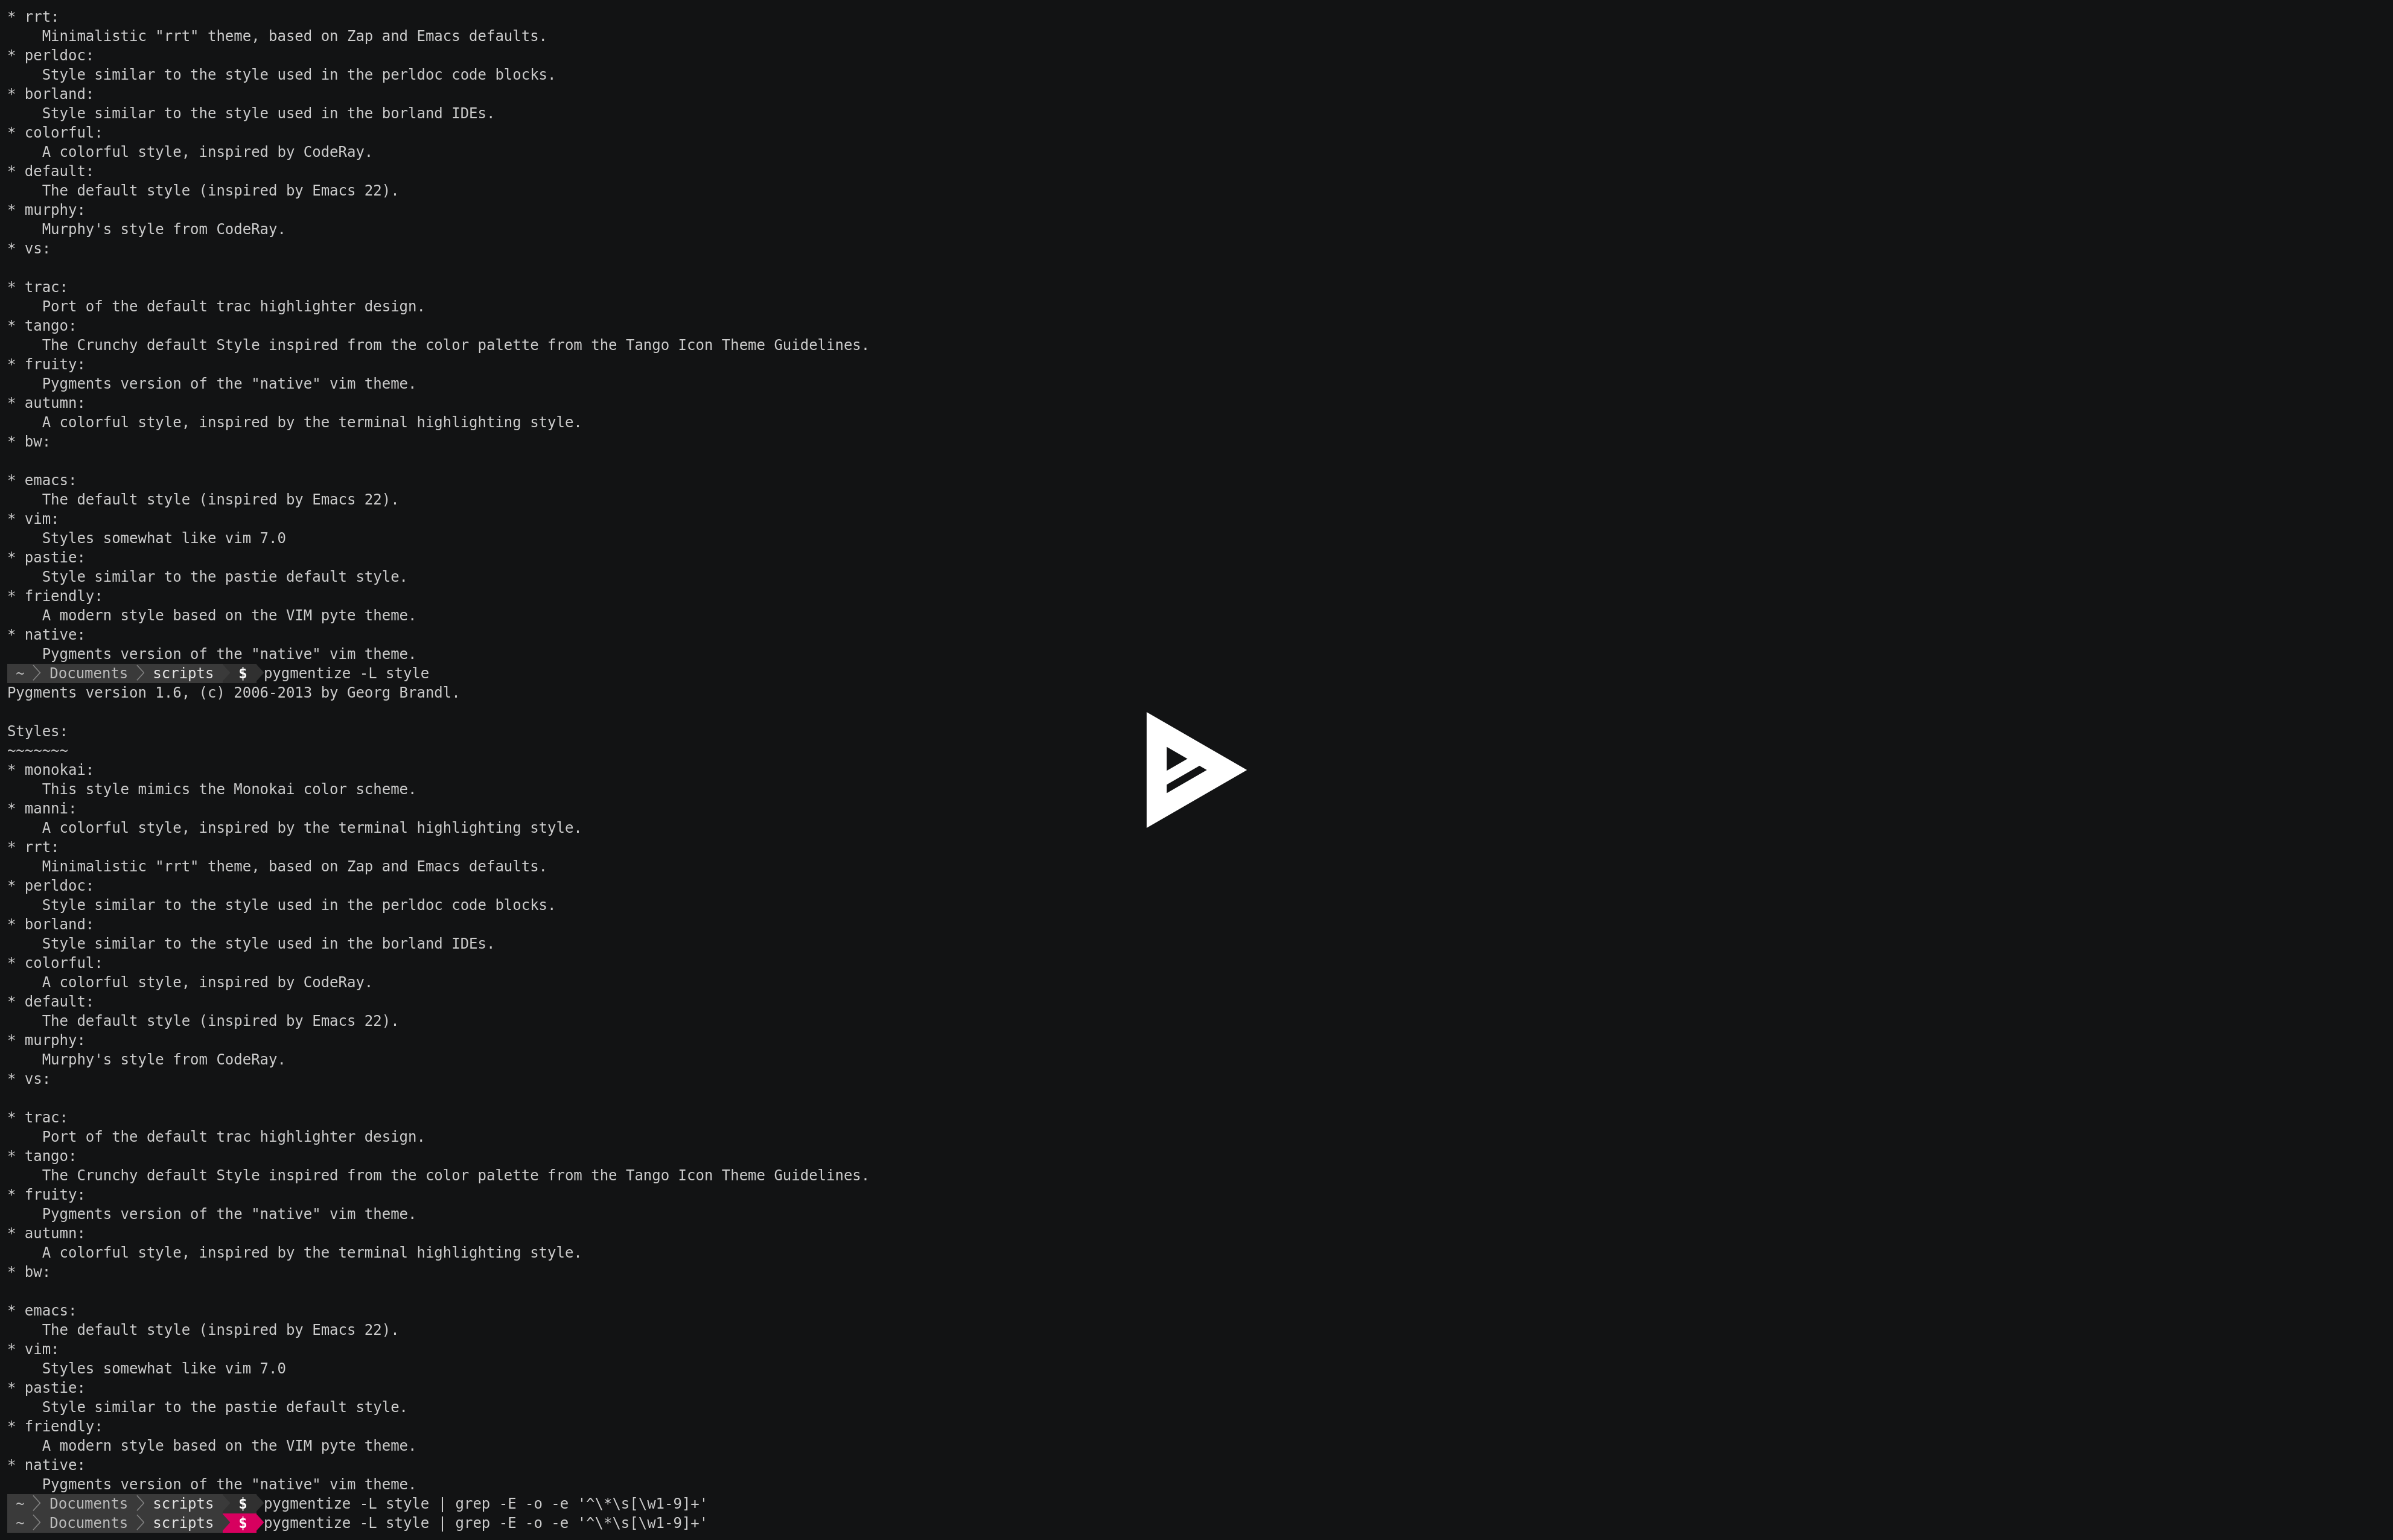 * rrt:
    Minimalistic "rrt" theme, based on Zap and Emacs defaults.
* perldoc:
    Style similar to the style used in the perldoc code blocks.
* borland:
    Style similar to the style used in the borland IDEs.
* colorful:
    A colorful style, inspired by CodeRay.
* default:
    The default style (inspired by Emacs 22).
* murphy:
    Murphy's style from CodeRay.
* vs:

* trac:
    Port of the default trac highlighter design.
* tango:
    The Crunchy default Style inspired from the color palette from the Tango Icon Theme Guidelines.
* fruity:
    Pygments version of the "native" vim theme.
* autumn:
    A colorful style, inspired by the terminal highlighting style.
* bw:

* emacs:
    The default style (inspired by Emacs 22).
* vim:
    Styles somewhat like vim 7.0
* pastie:
    Style similar to the pastie default style.
* friendly:
    A modern style based on the VIM pyte theme.
* native:
    Pygments version of the "native" vim theme.
~ Documents scripts $ pygmentize -L style
Pygments version 1.6, (c) 2006-2013 by Georg Brandl.

Styles:
~~~~~~~
* monokai:
    This style mimics the Monokai color scheme.
* manni:
    A colorful style, inspired by the terminal highlighting style.
* rrt:
    Minimalistic "rrt" theme, based on Zap and Emacs defaults.
* perldoc:
    Style similar to the style used in the perldoc code blocks.
* borland:
    Style similar to the style used in the borland IDEs.
* colorful:
    A colorful style, inspired by CodeRay.
* default:
    The default style (inspired by Emacs 22).
* murphy:
    Murphy's style from CodeRay.
* vs:

* trac:
    Port of the default trac highlighter design.
* tango:
    The Crunchy default Style inspired from the color palette from the Tango Icon Theme Guidelines.
* fruity:
    Pygments version of the "native" vim theme.
* autumn:
    A colorful style, inspired by the terminal highlighting style.
* bw:

* emacs:
    The default style (inspired by Emacs 22).
* vim:
    Styles somewhat like vim 7.0
* pastie:
    Style similar to the pastie default style.
* friendly:
    A modern style based on the VIM pyte theme.
* native:
    Pygments version of the "native" vim theme.
~ Documents scripts $ pygmentize -L style | grep -E -o -e '^\*\s[\w1-9]+'
~ Documents scripts $ pygmentize -L style | grep -E -o -e '^\*\s[\w1-9]+'